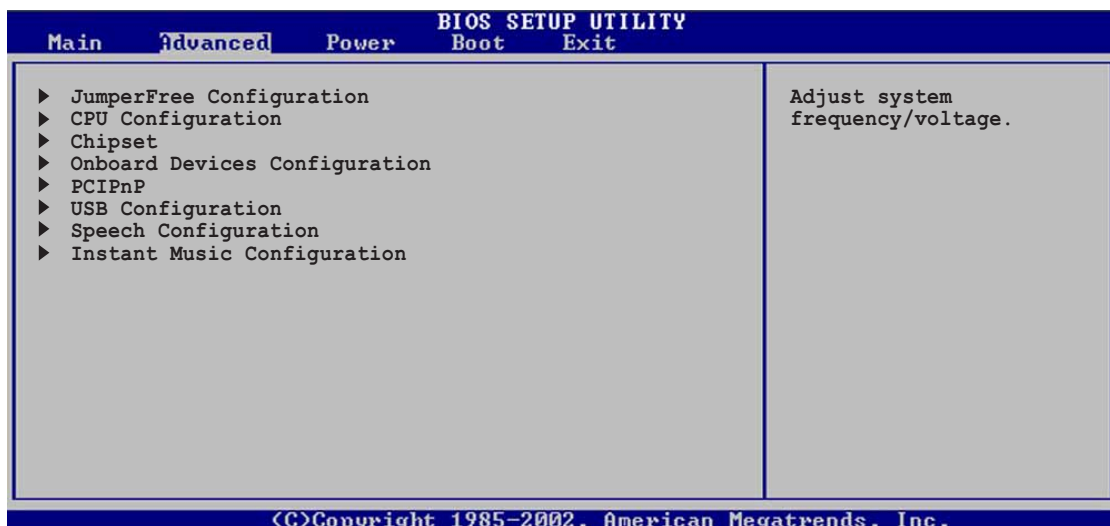 BIOS SETUP UTILITY
Main Advanced Power Boot Exit
JumperFree Configuration
CPU Configuration
Chipset
Onboard Devices Configuration
PCIPnP
USB Configuration
Speech Configuration
Instant Music Configuration
Adjust system
frequency/voltage.
(C)Copyright 1985-2002, American Megatrends, Inc.